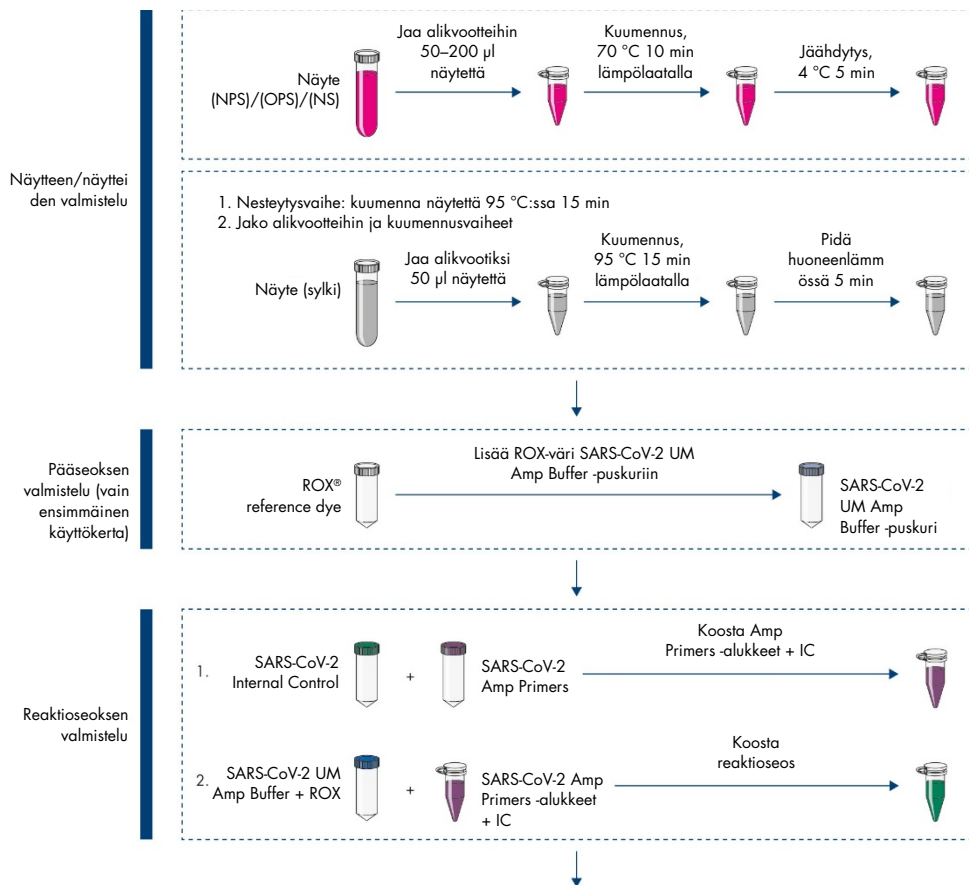 Näytteen/näyttei
den valmistelu
Näyte
(NPS)/(OPS)/(NS)
Jaa alikvootteihin
50–200 µl
näytettä
Kuumennus,
70 °C 10 min
lämpölaatalla
Jäähdytys,
4 °C 5 min
1. Nesteytysvaihe: kuumenna näytettä 95 °C:ssa 15 min
2. Jako alikvootteihin ja kuumennusvaiheet
Näyte (sylki)
Jaa alikvootiksi
50 µl näytettä
Kuumennus,
95 °C 15 min
lämpölaatalla
Pidä
huoneenlämm
össä 5 min
Pääseoksen
valmistelu (vain
ensimmäinen
käyttökerta)
ROX®
reference dye
Lisää ROX-väri SARS-CoV-2 UM
Amp Buffer -puskuriin
SARS-CoV-2
UM Amp
Buffer -puskuri
Reaktioseoksen
valmistelu
1.
SARS-CoV-2
Internal Control
+
SARS-CoV-2
Amp Primers
Koosta Amp
Primers -alukkeet + IC
2.
SARS-CoV-2 UM
Amp Buffer + ROX
+
SARS-CoV-2 Amp
Primers -alukkeet
+ IC
Koosta
reaktioseos